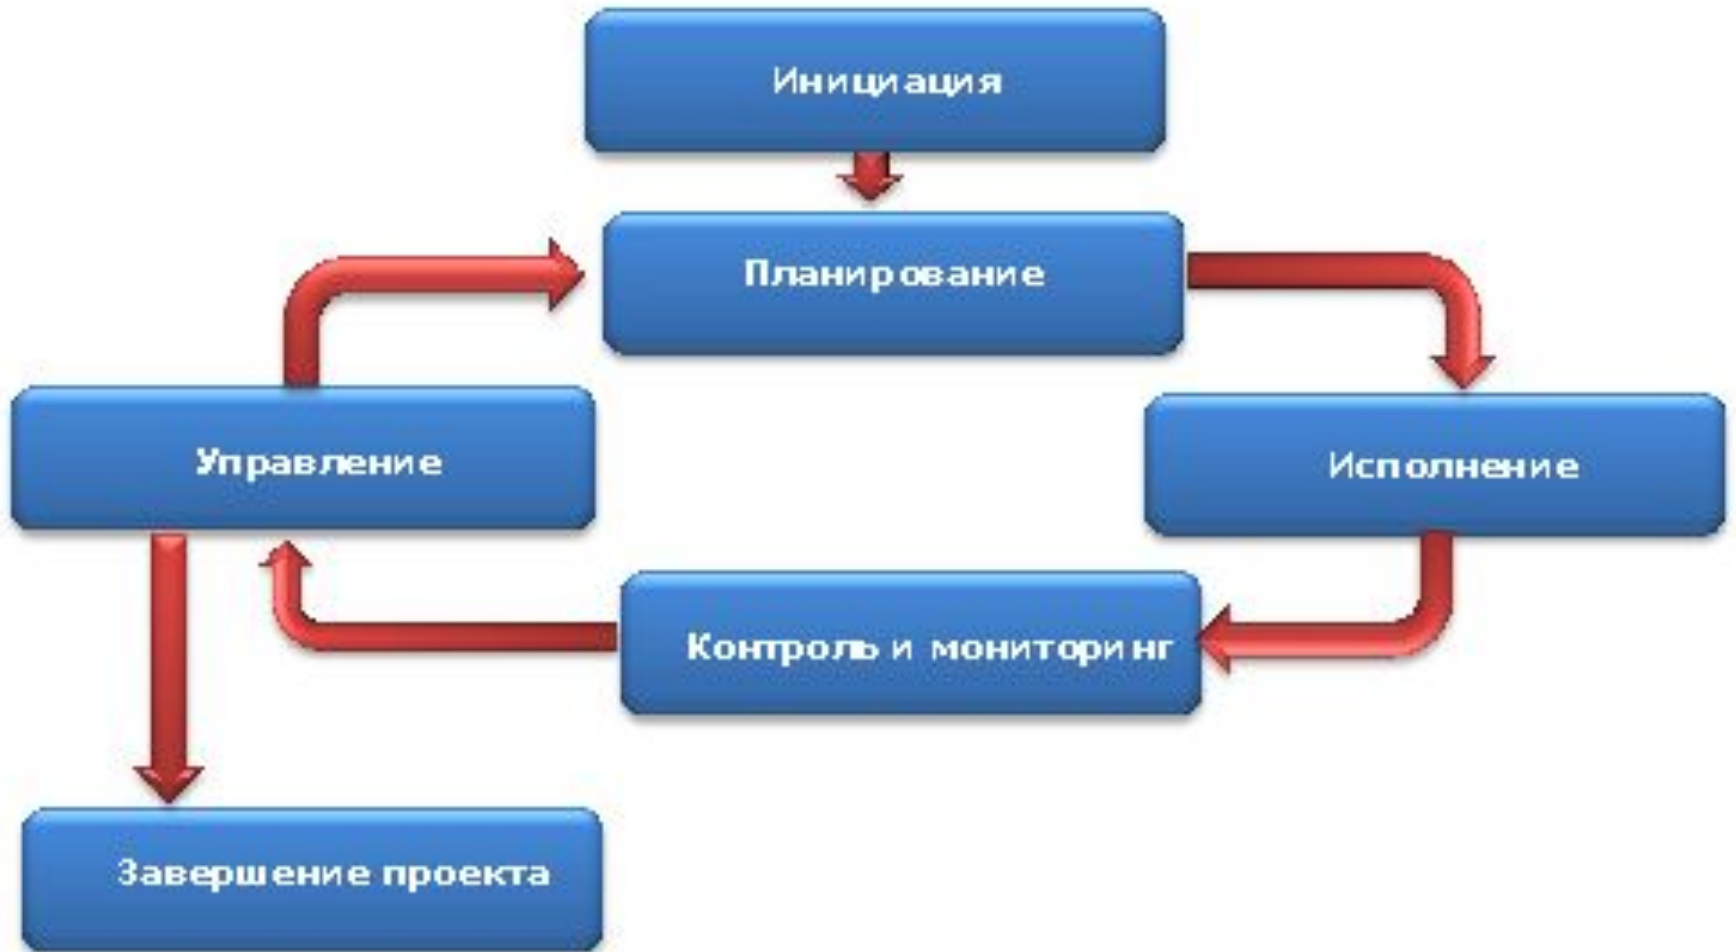 Инициация
Планирование
Управление
Исполнение
Контроль и мониторинг
Завершение проекта